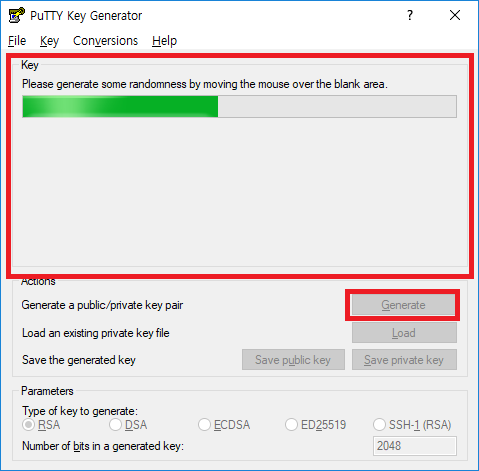 PuTTY Key Generator ?
File Key Conversions Help
Key
Please generate some randomness by moving the mouse over the blank area.
Actions
Generate a public/private key pair Generate
Load an existing private key file Load
Save the generated key Save public key Save private key
Parameters
Type of key to generate:
RSA DSA ECDSA ED25519 SSH-1 (RSA)
Number of bits in a generated key: 2048